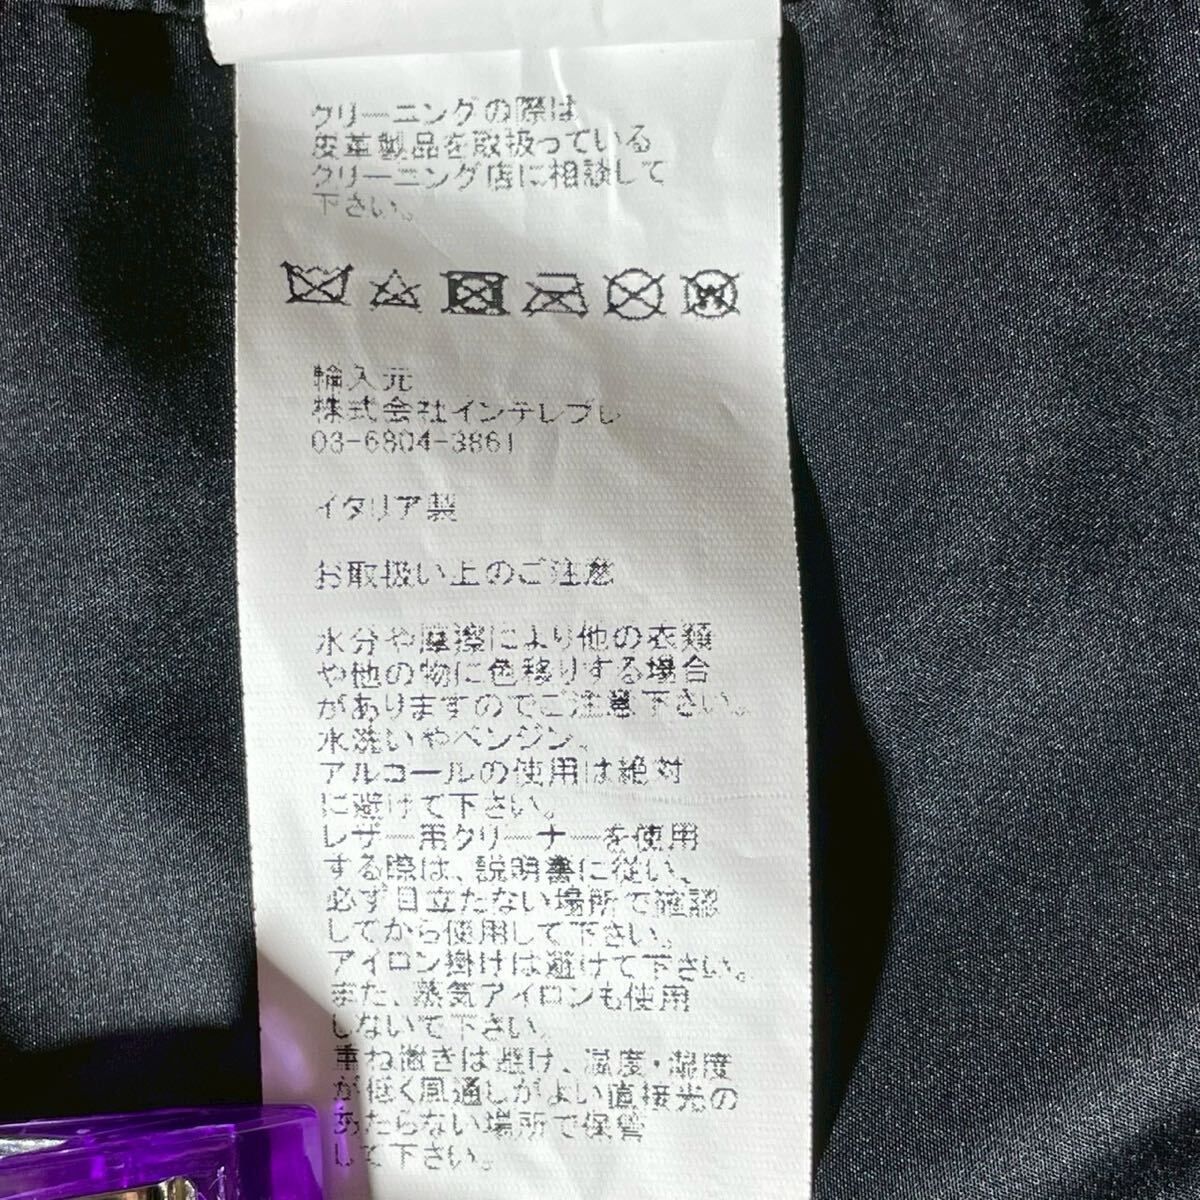 クリーニングの際は
皮革製品を取扱っている
クリーニング店に相談して
下さい。
W
輸入元
株式会社インテレプレ
03-6804-3861
イタリア製
お取扱い上のご注意
水分や摩擦により他の衣類
や他の物に色移りする場合
がありますのでご注意下さい。
水洗いやベンジン、
アルコールの使用は絶対
に避けて下さい。
レザー用クリーナーを使用
する際は、説明書に従い、
必ず目立たない場所で確認
してから使用して下さい。
アイロン掛けは避けて下さい。
また、蒸気アイロンも使用
しないで下さい。
重ね置きは避け、温度・湿度
が低く風通しがよい直接光の
あたらない場所で保管
して下さい。